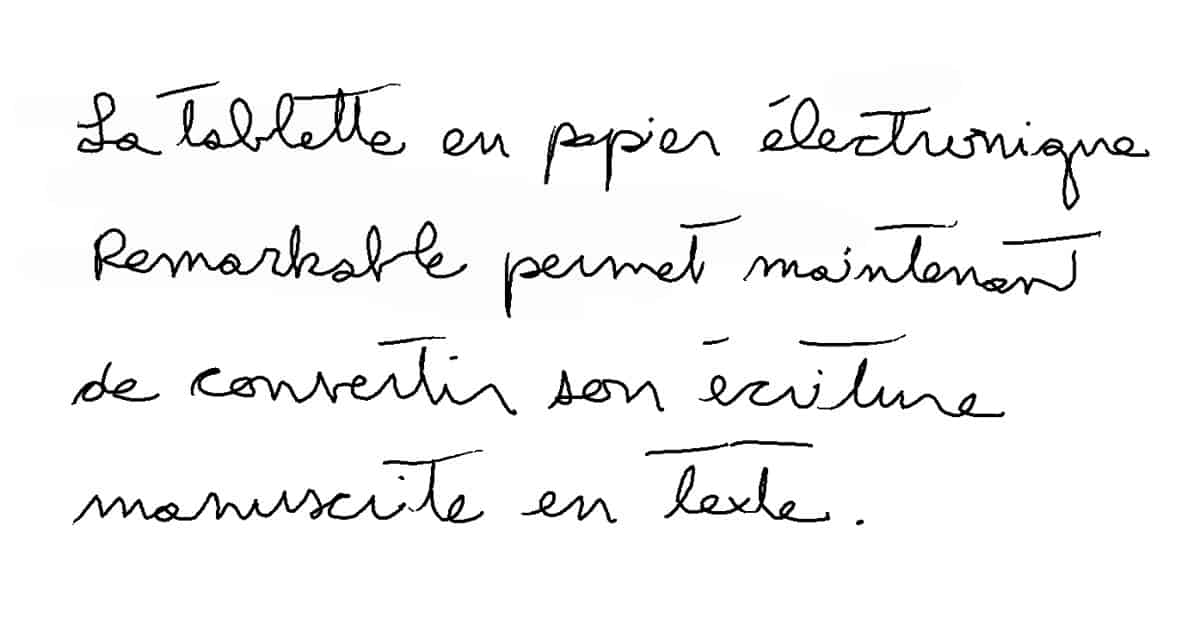 La tablette en papier électronique
Remarkable permet maintenant
de convertir son écriture
manuscrite en texte.